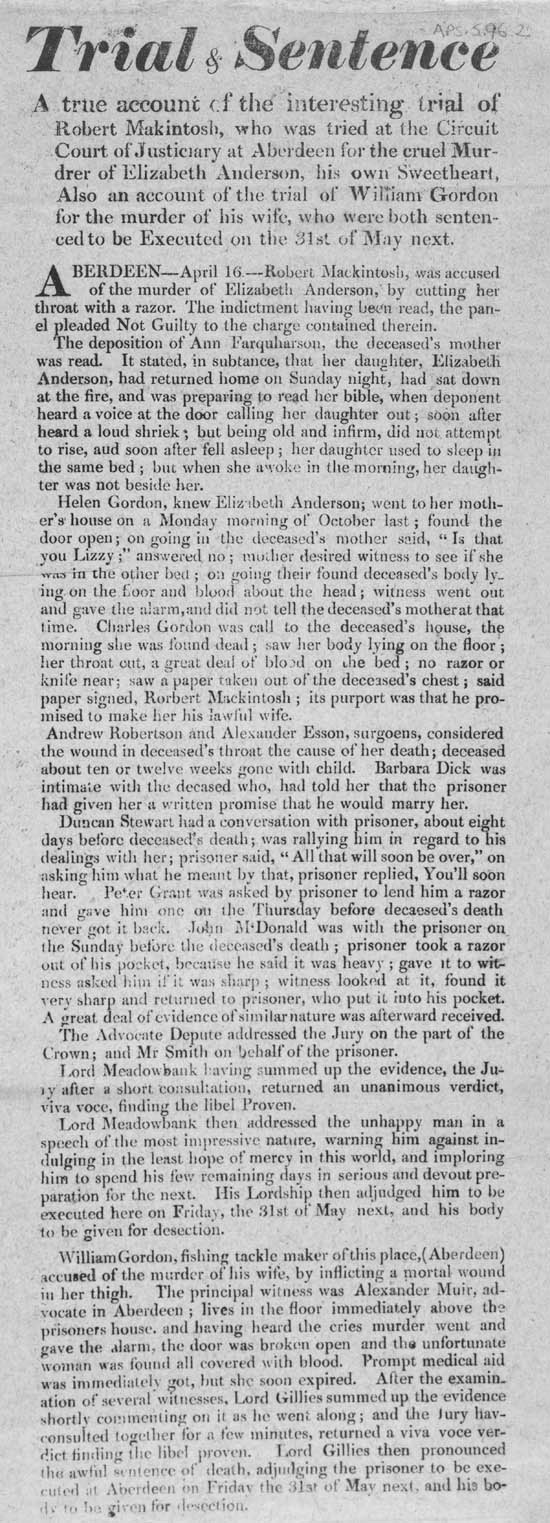 APS.5.96.2
Trial & Sentence
A true account of the interesting trial of
Robert Makintosh, who was tried at the Circuit
Court of Justiciary at Aberdeen for the cruel Mur-
drer of Elizabeth Anderson, his own Sweetheart,
Also an account of the trial of William Gordon
for the murder of his wife, who were both senten-
ced to be Executed on the 31st of May next.
ABERDEEN—April 16.—Robert Mackintosh, was accused
of the murder of Elizabeth Anderson, by cutting her
throat with a razor. The indictment having been read, the pan-
el pleaded Not Guilty to the charge contained therein.
The deposition of Ann Farquharson, the deceased's mother
was read. It stated, in subtance, that her daughter, Elizabeth
Anderson, had returned home on Sunday night, had sat down
at the fire, and was preparing to read her bible, when deponent
heard a voice at the door calling her daughter out; soon after
heard a loud shriek; but being old and infirm, did not attempt
to rise, aud soon after fell asleep; her daughter used to sleep in
the same bed; but when she awoke in the morning, her daugh-
ter was not beside her.
Helen Gordon, knew Elizabeth Anderson; went to her moth-
er's house on a Monday morning of October last; found the
door open; on going in the deceased's mother said, "Is that
you Lizzy;" answered no; mother desired witness to see if she
was in the other bed; on going their found deceased's body ly-
ing on the floor and blood about the head; witness went out
and gave the alarm, and did not tell the deceased's mother at that
time. Charles Gordon was call to the deceased's house, the
morning she was found dead; saw her body lying on the floor;
her throat cut, a great deal of blood on the bed; no razor or
knife near; saw a paper taken out of the deceased's chest; said
paper signed, Rorbert Mackintosh; its purport was that he pro-
mised to make her his lawful wife.
Andrew Robertson and Alexander Esson, surgoens, considered
the wound in deceased's throat the cause of her death; deceased
about ten or twelve weeks gone with child. Barbara Dick was
intimate with the decased who, had told her that the prisoner
had given her a written promise that he would marry her.
Duncan Stewart had a conversation with prisoner, about eight
days before deceased's death; was rallying him in regard to his
dealings with her; prisoner said, "All that will soon be over," on
asking him what he meant by that, prisoner replied, You'll soon
hear. Peter Grant was asked by prisoner to lend him a razor
and gave him one on the Thursday before decaesed's death
never got it back. John M'Donald was with the prisoner on
the Sunday before the deceased's death; prisoner took a razor
out of his pocket, because he said it was heavy; gave it to wit-
ness asked him if it was sharp; witness looked at it, found it
very sharp and returned to prisoner, who put it into his pocket.
A great deal of evidence of similar nature was afterward received.
The Advocate Depute addressed the Jury on the part of the
Crown; and Mr Smith on behalf of the prisoner.
Lord Meadowbank having summed up the evidence, the Ju-
ry after a short consultation, returned an unanimous verdict,
viva voce, finding the libel Proven.
Lord Meadowbank then addressed the unhappy man in a
speech of the most impressive nature, warning him against in-
dulging in the least hope of mercy in this world, and imploring
him to spend his few remaining days in serious and devout pre-
paration for the next. His Lordship then adjudged him to be
executed here on Friday, the 31st of May next, and his body
to be given for desection.
William Gordon, fishing tackle maker of this place,(Aberdeen)
accused of the murder of his wife, by inflicting a mortal wound
in her thigh. The principal witness was Alexander Muir, ad-
vocate in Aberdeen; lives in the floor immediately above the
prisoners house. and having heard the cries murder went and
gave the alarm, the door was broken open and the unfortunate
woman was found all covered with blood. Prompt medical aid
was immediately got, but she soon expired. After the examin-
ation of several witnesses, Lord Gillies summed up the evidence
shortly commenting on it as he went along; and the Jury hav-
consulted together for a few minutes, returned a viva voce ver-
dict finding the libel proven. Lord Gillies then pronounced
the awful sentence of death, adjudging the prisoner to be exe-
cuted at Aberdeen on Friday the 31st of May next, and his bo-
dy to be given for desection.